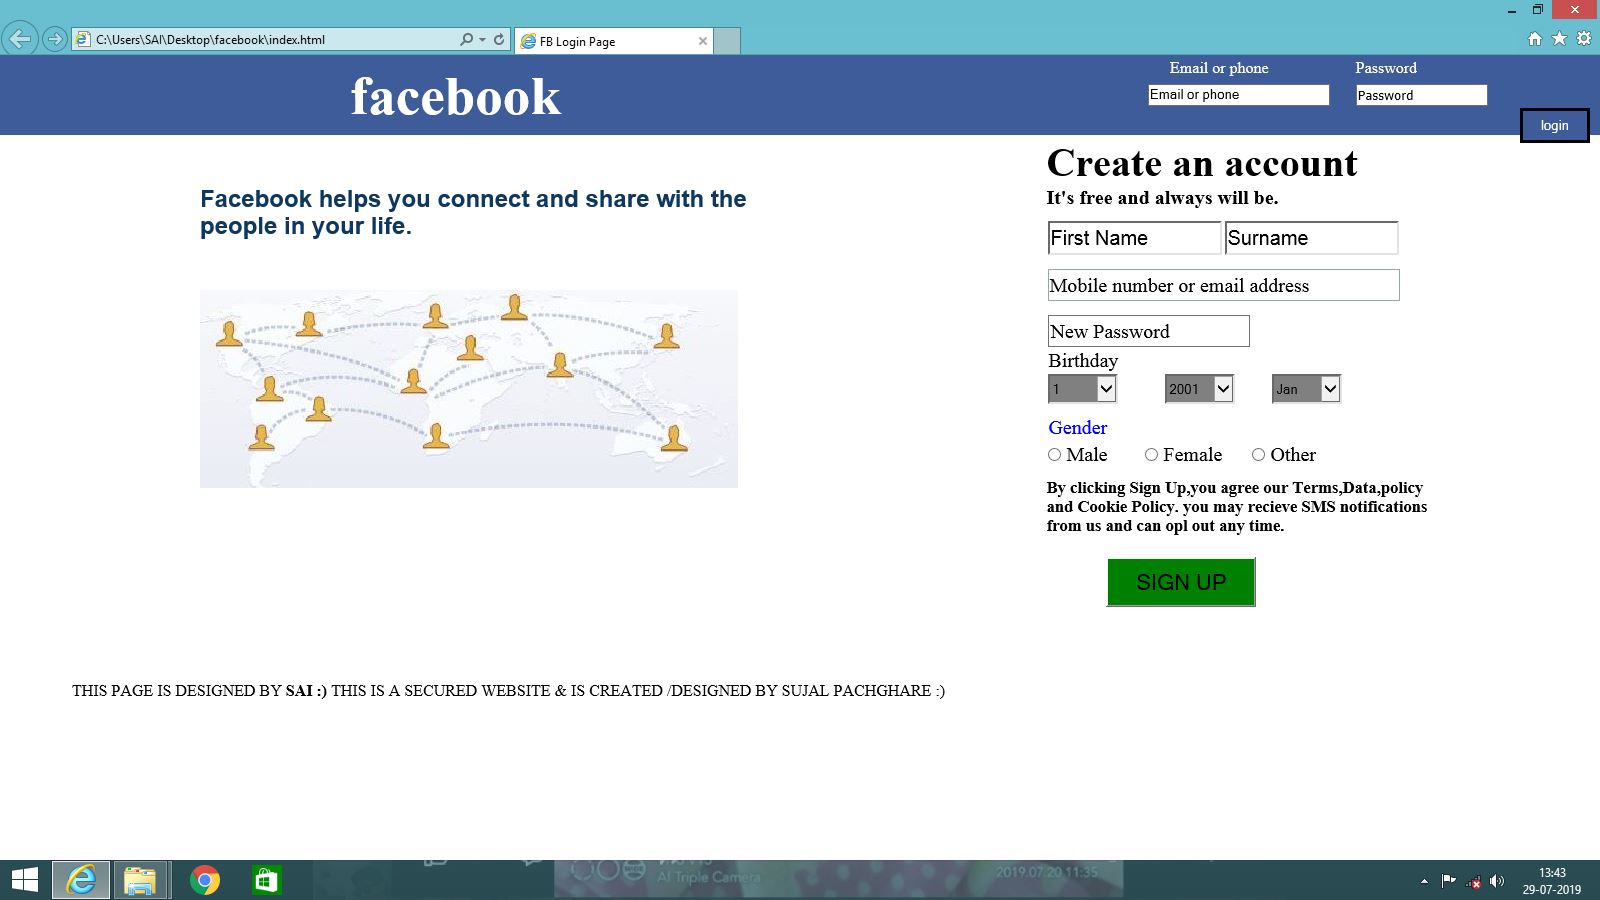 C:\Users\SAI\Desktop\facebook\index.html
FB Login Page
facebook
Email or phone
Password
Email or phone
Password
login
Facebook helps you connect and share with the
people in your life.
Create an account
It's free and always will be.
First Name
Surname
Mobile number or email address
New Password
Birthday
1
2001
Jan
Gender
Male
Female
Other
By clicking Sign Up,you agree our Terms,Data,policy
and Cookie Policy. you may recieve SMS notifications
from us and can opl out any time.
SIGN UP
THIS PAGE IS DESIGNED BY SAI :) THIS IS A SECURED WEBSITE & IS CREATED /DESIGNED BY SUJAL PACHGHARE :)
AI Triple Camera
2019.07.20 11:35
13:43
29-07-2019